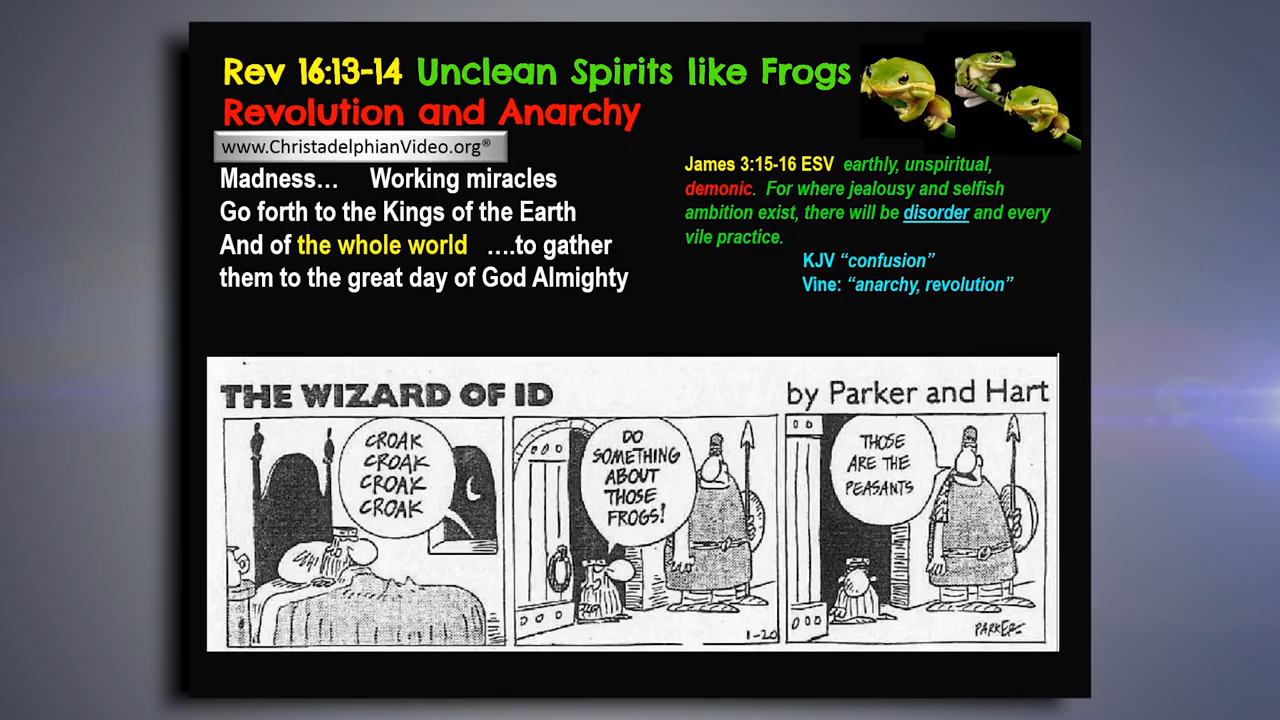 Rev 16:13-14 Unclean Spirits like Frogs
Revolution and Anarchy
www.ChristadelphianVideo.org®
Madness… Working miracles
Go forth to the Kings of the Earth
And of the whole world ….to gather
them to the great day of God Almighty
James 3:15-16 ESV earthly, unspiritual,
demonic. For where jealousy and selfish
ambition exist, there will be disorder and every
vile practice.
KJV “confusion”
Vine: “anarchy, revolution”
THE WIZARD OF ID
by Parker and Hart
CROAK
CROAK
CROAK
CROAK
DO
SOMETHING
ABOUT
THOSE
FROGS!
1-20
THOSE
ARE THE
PEASANTS
PARKER